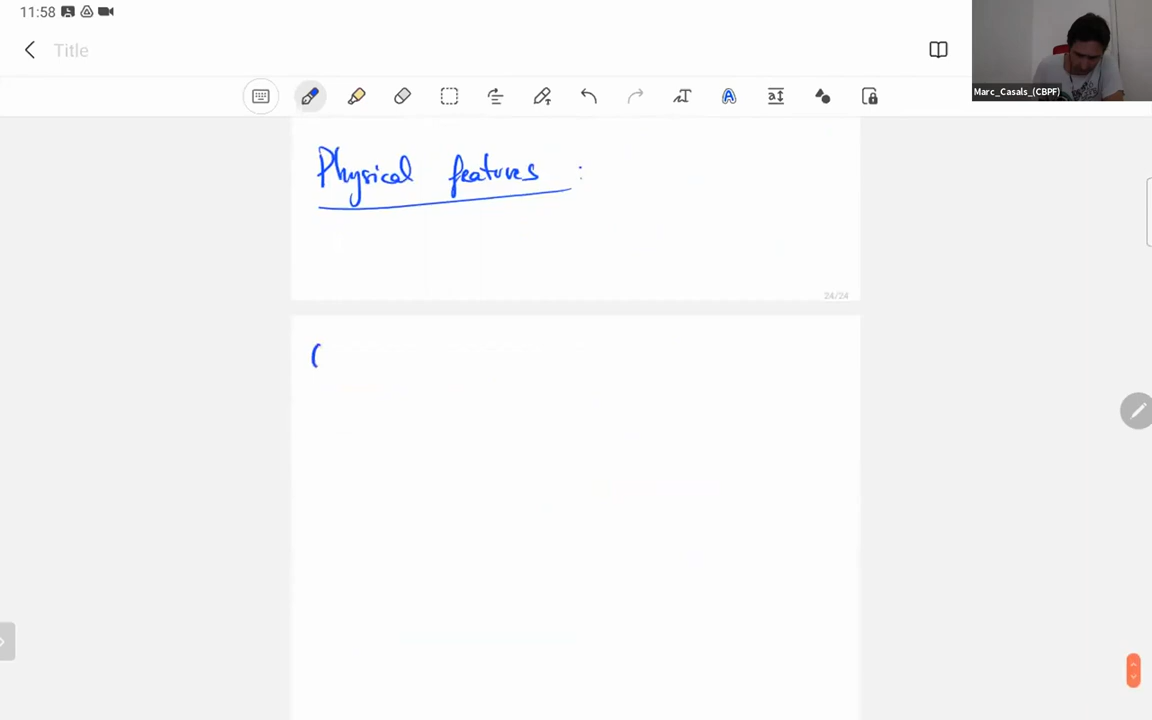 11:58
Title
Marc_Casals_(CBPF)
Physical features :
24/24
(